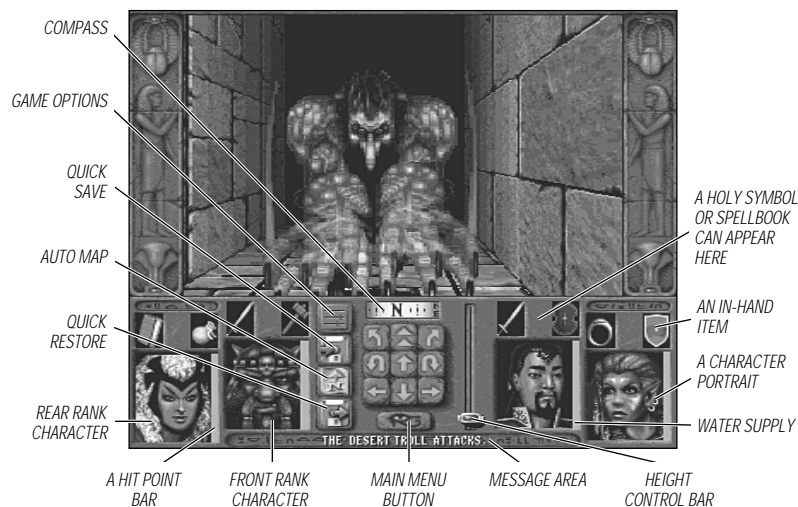 COMPASS
GAME OPTIONS
QUICK
SAVE
AUTO MAP
QUICK
RESTORE
REAR RANK
CHARACTER
A HIT POINT
BAR
FRONT RANK
CHARACTER
MAIN MENU
BUTTON
MESSAGE AREA
HEIGHT
CONTROL BAR
A HOLY SYMBOL
OR SPELLBOOK
CAN APPEAR
HERE
AN IN-HAND
ITEM
A CHARACTER
PORTRAIT
WATER SUPPLY
N
THE DESERT TROLL ATTACKS.